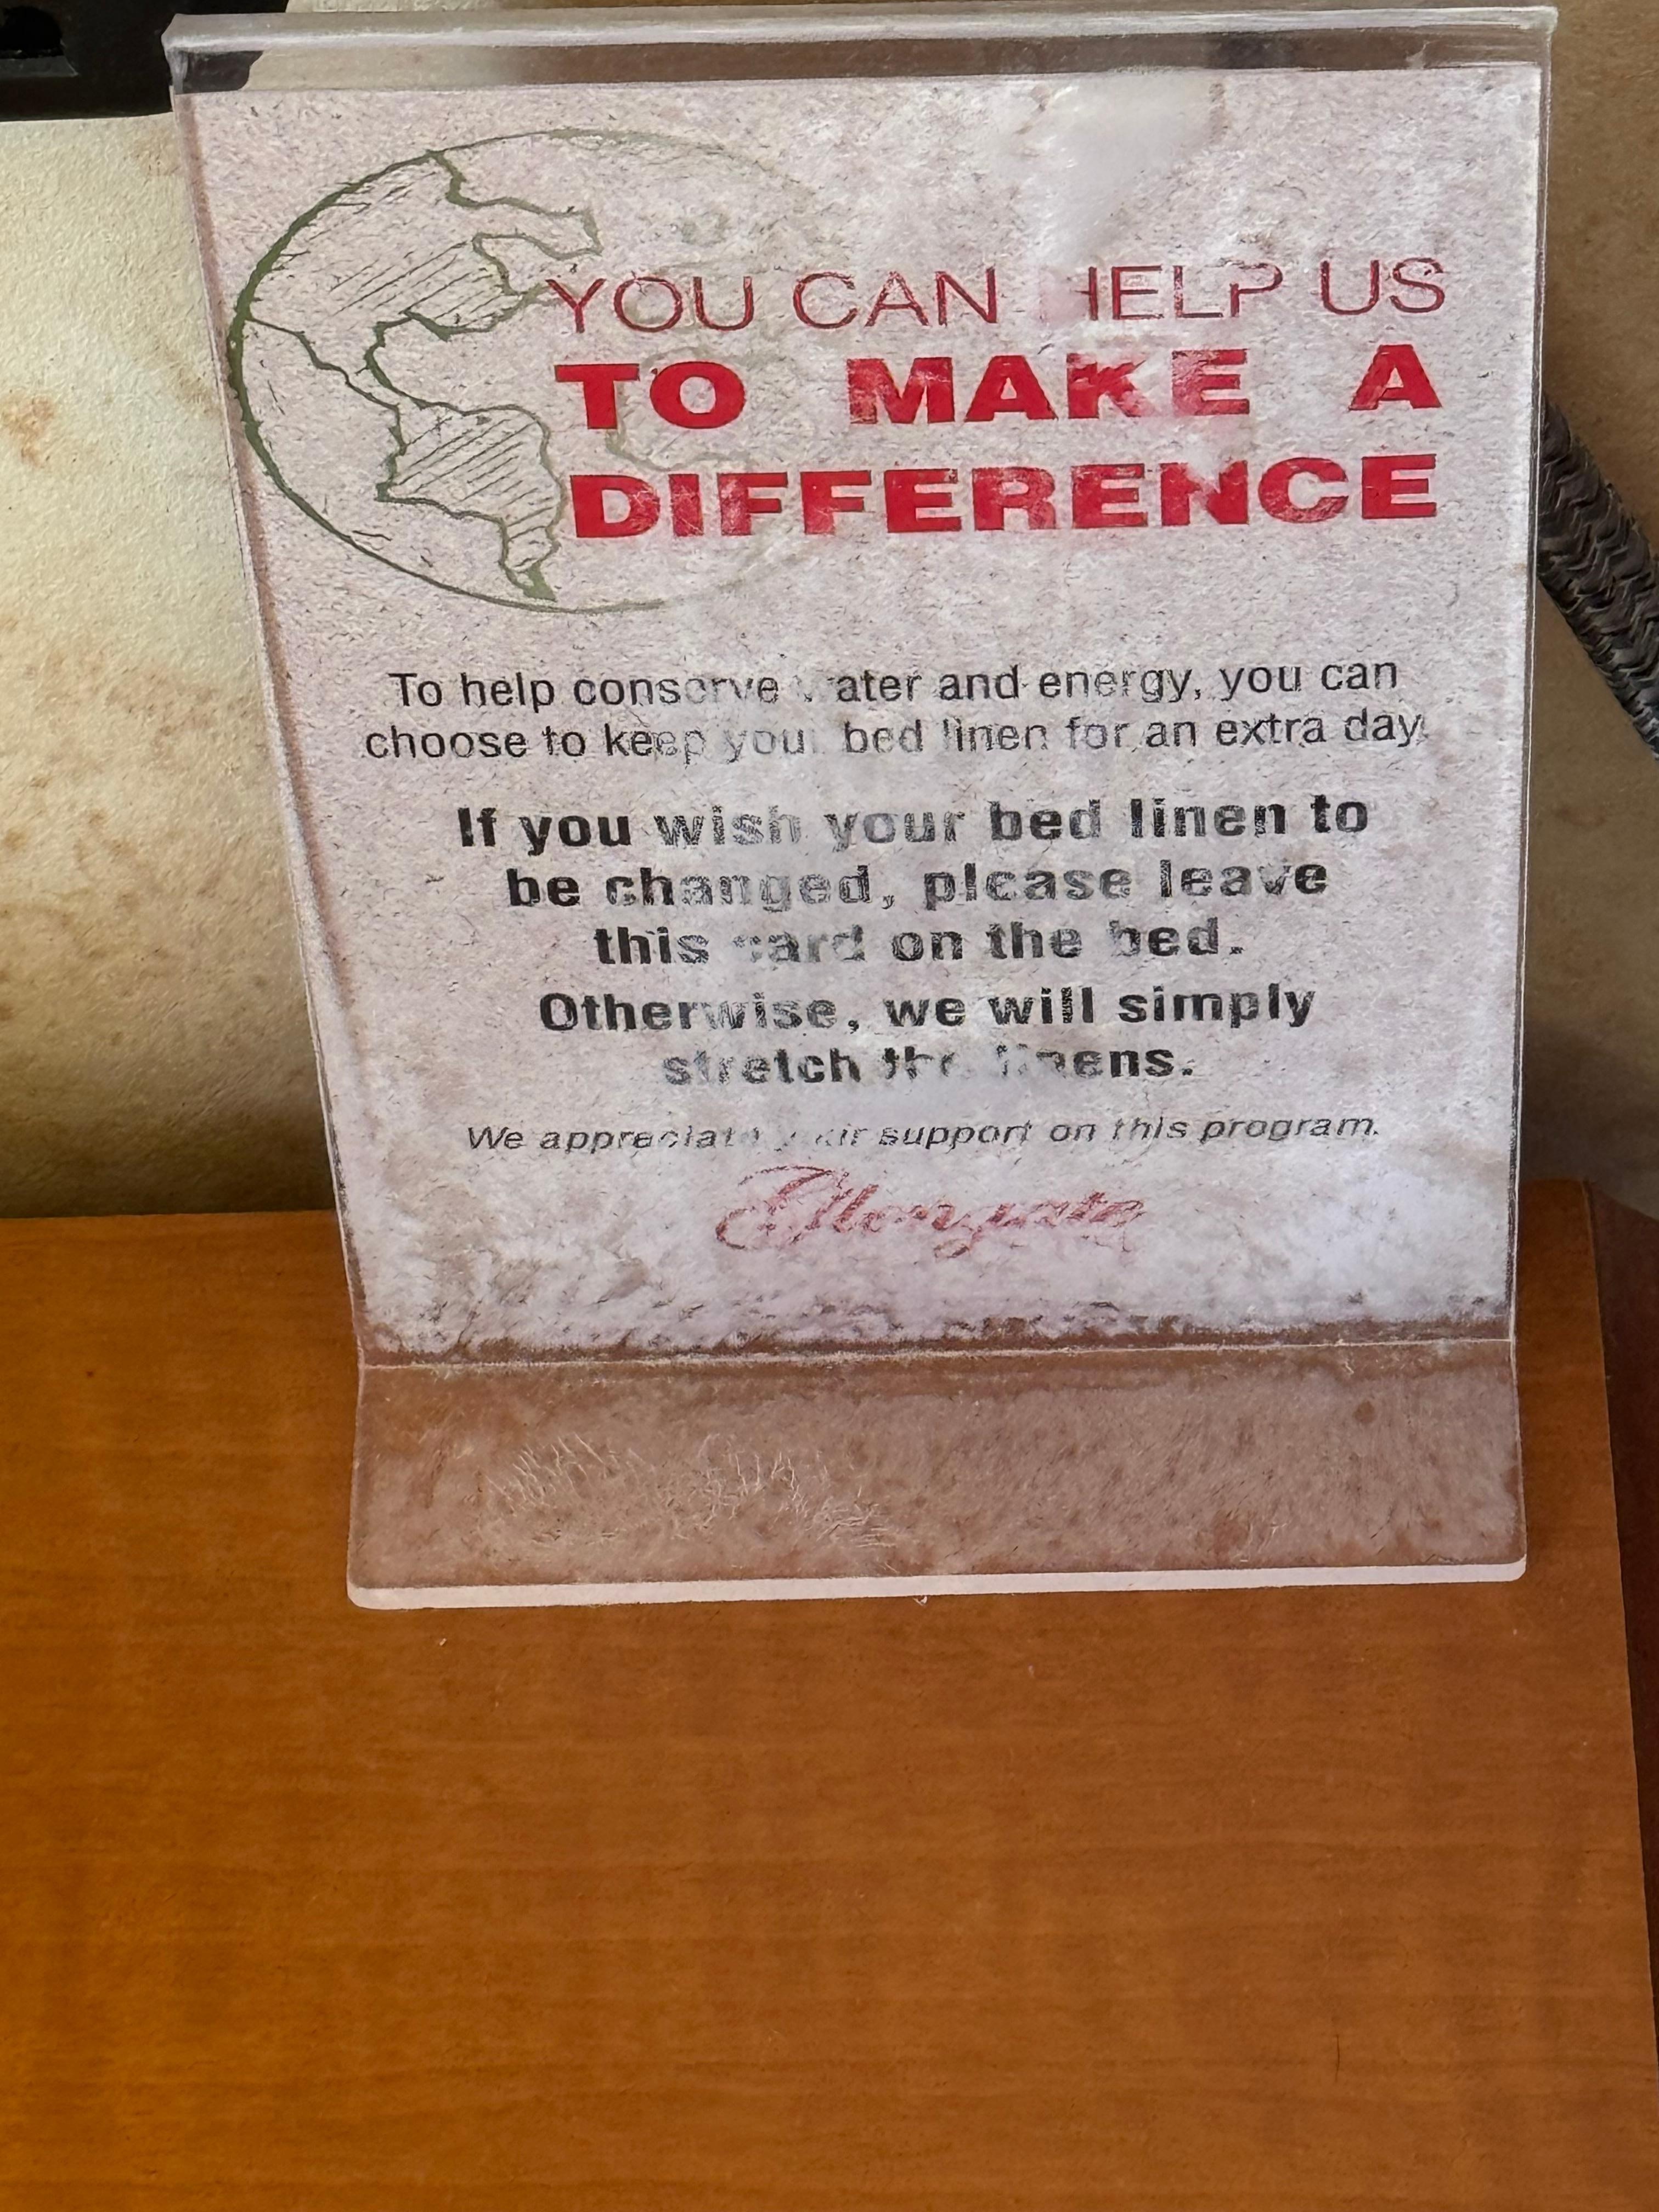 YOU CAN HELP US
TO MAKE A
DIFFERENCE
To help conserve water and energy, you can
choose to keep your bed linen for an extra day.
If you wish your bed linen to
be changed, please leave
this card on the bed.
Otherwise, we will simply
stretch the linens.
We appreciate your support on this program.